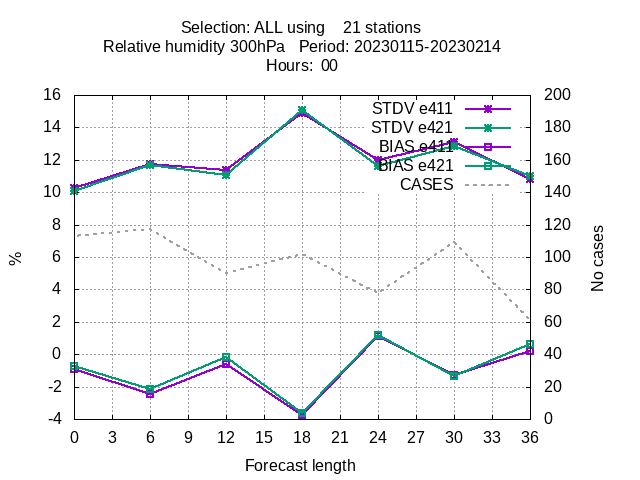 Selection: ALL using    21 stations
Relative humidity 300hPa   Period: 20230115-20230214
Hours:  00
STDV e411
STDV e421
BIAS e411
BIAS e421
CASES
16
14
12
10
8
6
4
2
0
-2
-4
200
180
160
140
120
100
80
60
40
20
0
%
No cases
0 3 6 9 12 15 18 21 24 27 30 33 36
Forecast length